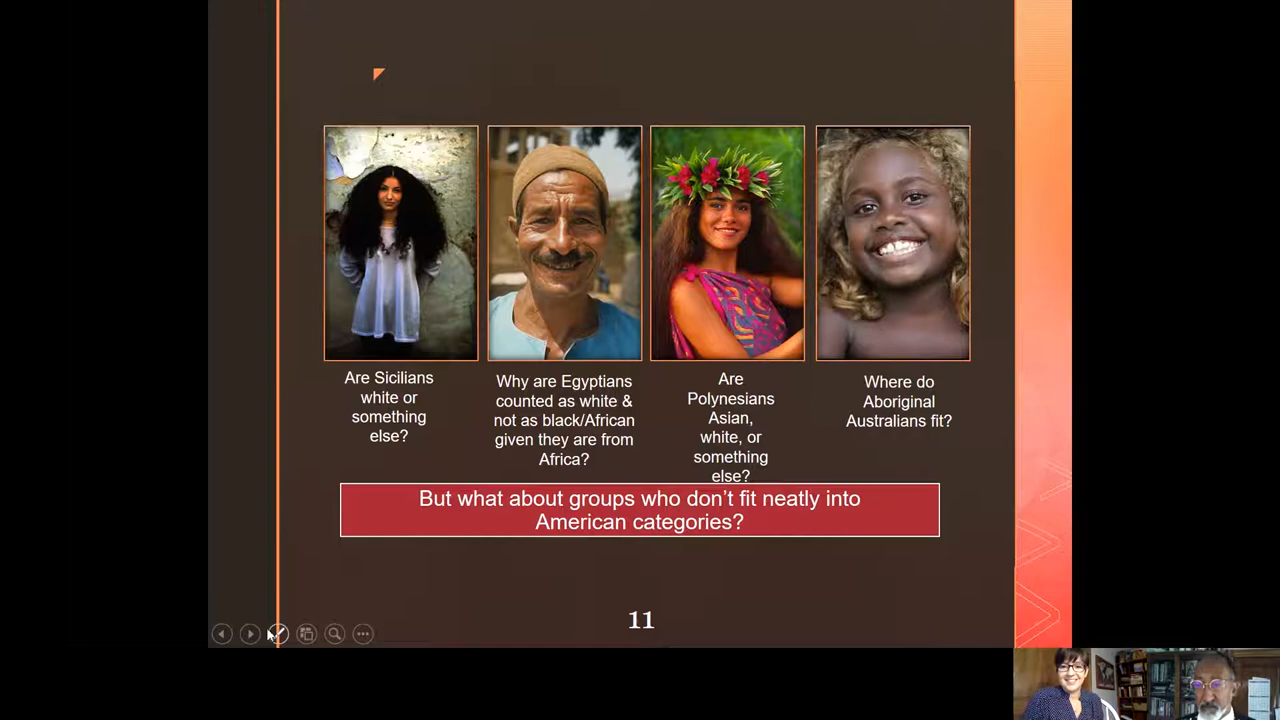 Are Sicilians
white or
something
else?
Why are Egyptians
counted as white &
not as black/African
given they are from
Africa?
Are
Polynesians
Asian,
white, or
something
else?
Where do
Aboriginal
Australians fit?
But what about groups who don’t fit neatly into
American categories?
11